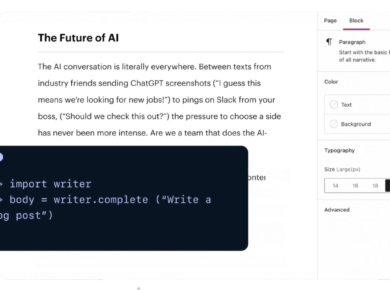 The Future of AI
The AI conversation is literally everywhere. Between texts from
industry friends sending ChatGPT screenshots (“I guess this
means we’re looking for new jobs!”) to pings on Slack from your
boss, (“Should we check this out?”) the pressure to choose a side
has never been more intense. Are we a team that does the AI-
> import writer
> body = writer.complete (“Write a
og post”)
Page Block
Paragraph
Start with the basic
of all narrative.
Color
Text
Background
Typography
Size Large(px)
14 16 18
Advanced